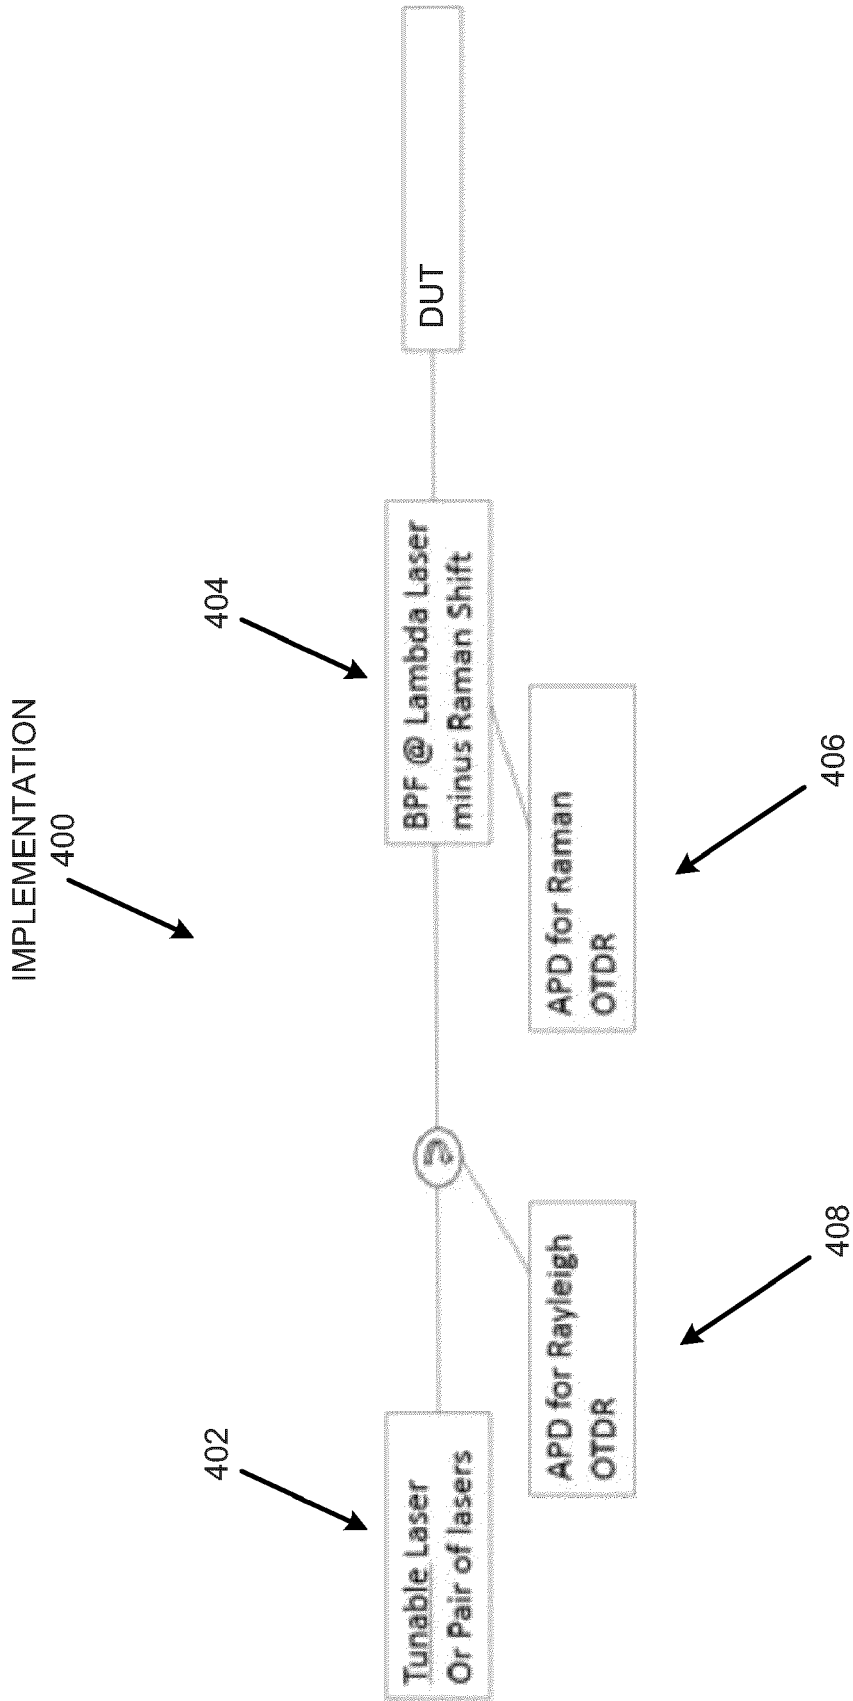 IMPLEMENTATION
400
402
404
Tunable Laser
Or Pair of lasers
BPF @ Lambda Laser
minus Raman Shift
DUT
APD for Rayleigh
OTDR
APD for Raman
OTDR
408
406